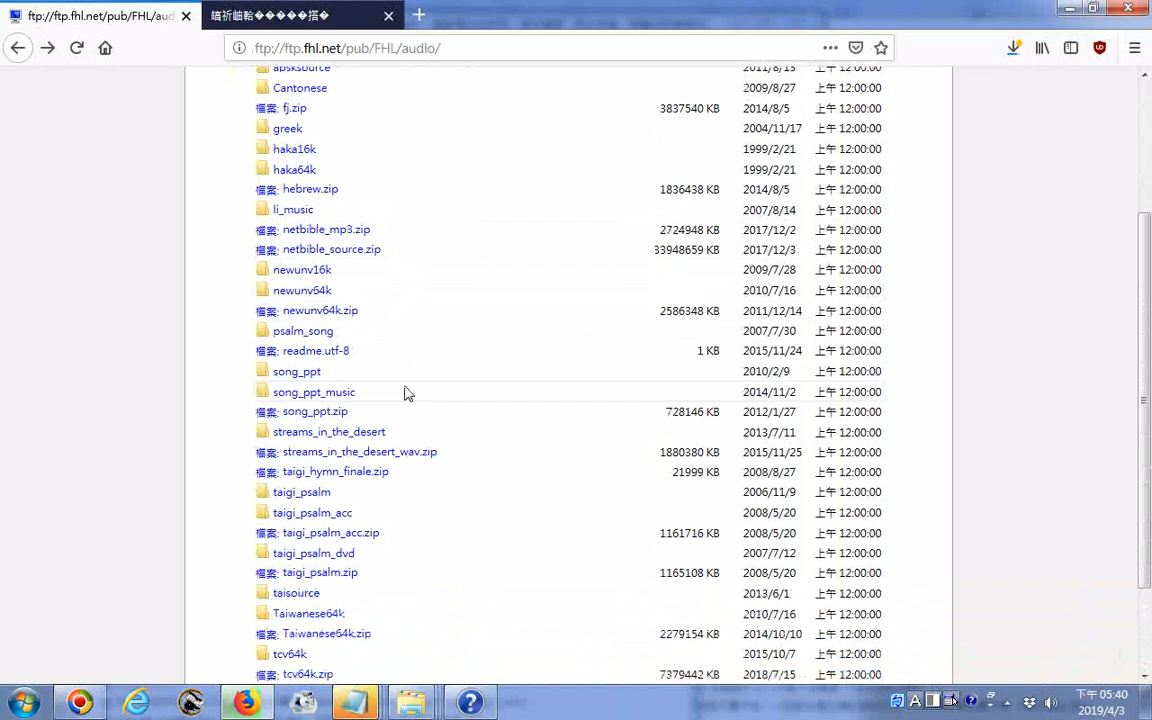 ftp://ftp.fhl.net/pub/FHL/aud
ftp://ftp.fhl.net/pub/FHL/audio/
apsksource 2011/8/15 上午 12:00:00
Cantonese 2009/8/27 上午 12:00:00
檔案: fj.zip 3837540 KB 2014/8/5 上午 12:00:00
greek 2004/11/17 上午 12:00:00
haka16k 1999/2/21 上午 12:00:00
haka64k 1999/2/21 上午 12:00:00
檔案: hebrew.zip 1836438 KB 2014/8/5 上午 12:00:00
li_music 2007/8/14 上午 12:00:00
檔案: netbible_mp3.zip 2724948 KB 2017/12/2 上午 12:00:00
檔案: netbible_source.zip 33948659 KB 2017/12/3 上午 12:00:00
newunv16k 2009/7/28 上午 12:00:00
newunv64k 2010/7/16 上午 12:00:00
檔案: newunv64k.zip 2586348 KB 2011/12/14 上午 12:00:00
psalm_song 2007/7/30 上午 12:00:00
檔案: readme.utf-8 1 KB 2015/11/24 上午 12:00:00
song_ppt 2010/2/9 上午 12:00:00
song_ppt_music 2014/11/2 上午 12:00:00
檔案: song_ppt.zip 728146 KB 2012/1/27 上午 12:00:00
streams_in_the_desert 2013/7/11 上午 12:00:00
檔案: streams_in_the_desert_wav.zip 1880380 KB 2015/11/25 上午 12:00:00
檔案: taigi_hymn_finale.zip 21999 KB 2008/8/27 上午 12:00:00
taigi_psalm 2006/11/9 上午 12:00:00
taigi_psalm_acc 2008/5/20 上午 12:00:00
檔案: taigi_psalm_acc.zip 1161716 KB 2008/5/20 上午 12:00:00
taigi_psalm_dvd 2007/7/12 上午 12:00:00
檔案: taigi_psalm.zip 1165108 KB 2008/5/20 上午 12:00:00
taisource 2013/6/1 上午 12:00:00
Taiwanese64k 2010/7/16 上午 12:00:00
檔案: Taiwanese64k.zip 2279154 KB 2014/10/10 上午 12:00:00
tcv64k 2015/10/7 上午 12:00:00
檔案: tcv64k.zip 7379442 KB 2018/7/15 上午 12:00:00
下午 05:40
2019/4/3